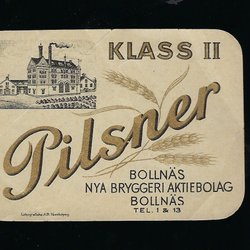 KLASS II
Pilsner
BOLLNÄS
NYA BRYGGERI AKTIEBOLAG
BOLLNÄS
TEL. 1 & 13